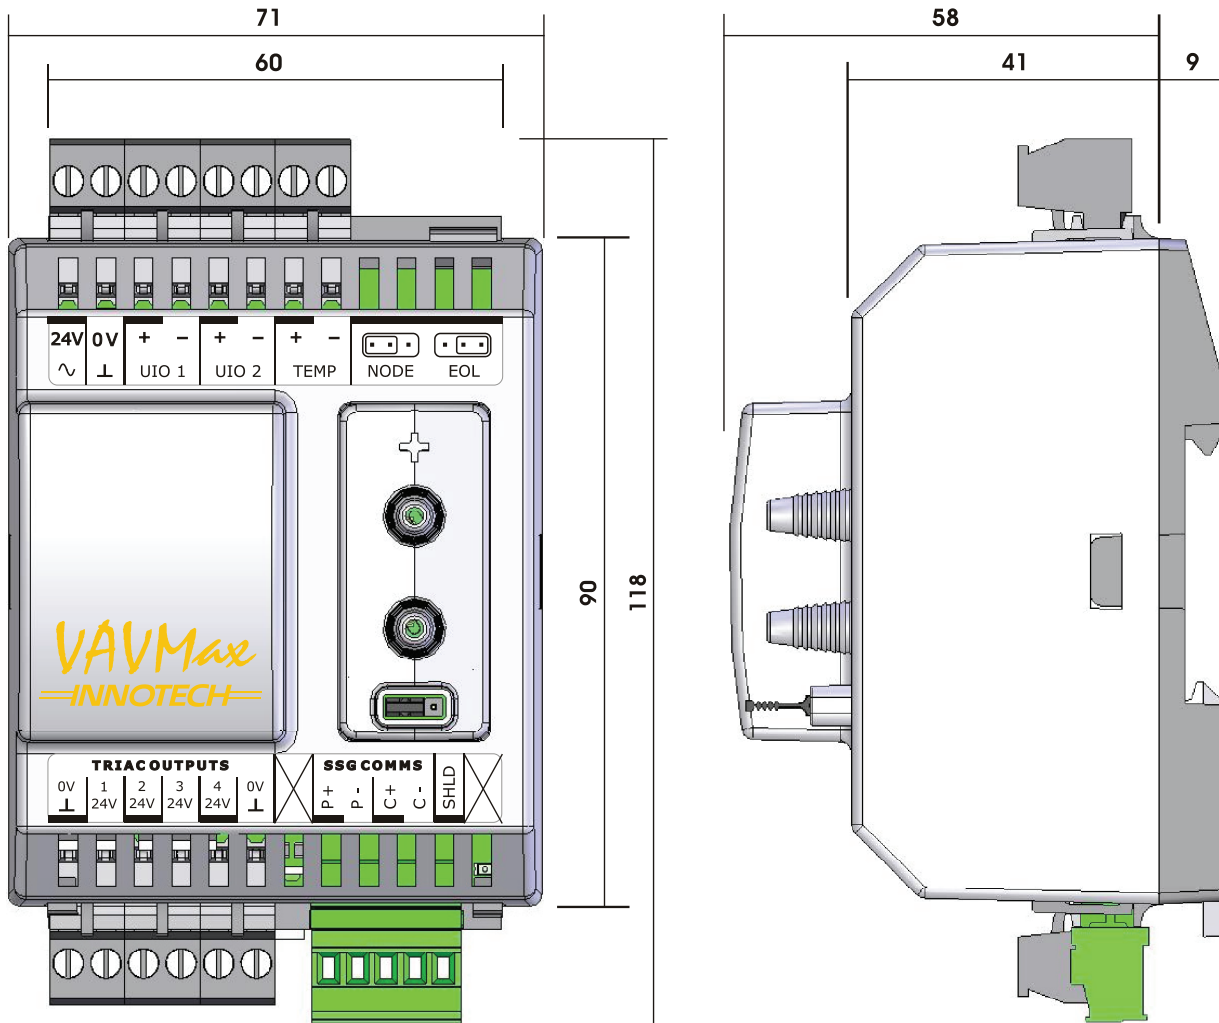 71
58
60
41
9
24V
0V
+
−
+
−
+
−
UIO 1
UIO 2
TEMP
NODE
EOL
90
118
VAVMax
INNOTECH
TRIAC OUTPUTS
SSG COMMS
0V
1
2
3
4
0V
24V
24V
24V
24V
P+
P -
C+
C -
SHLD